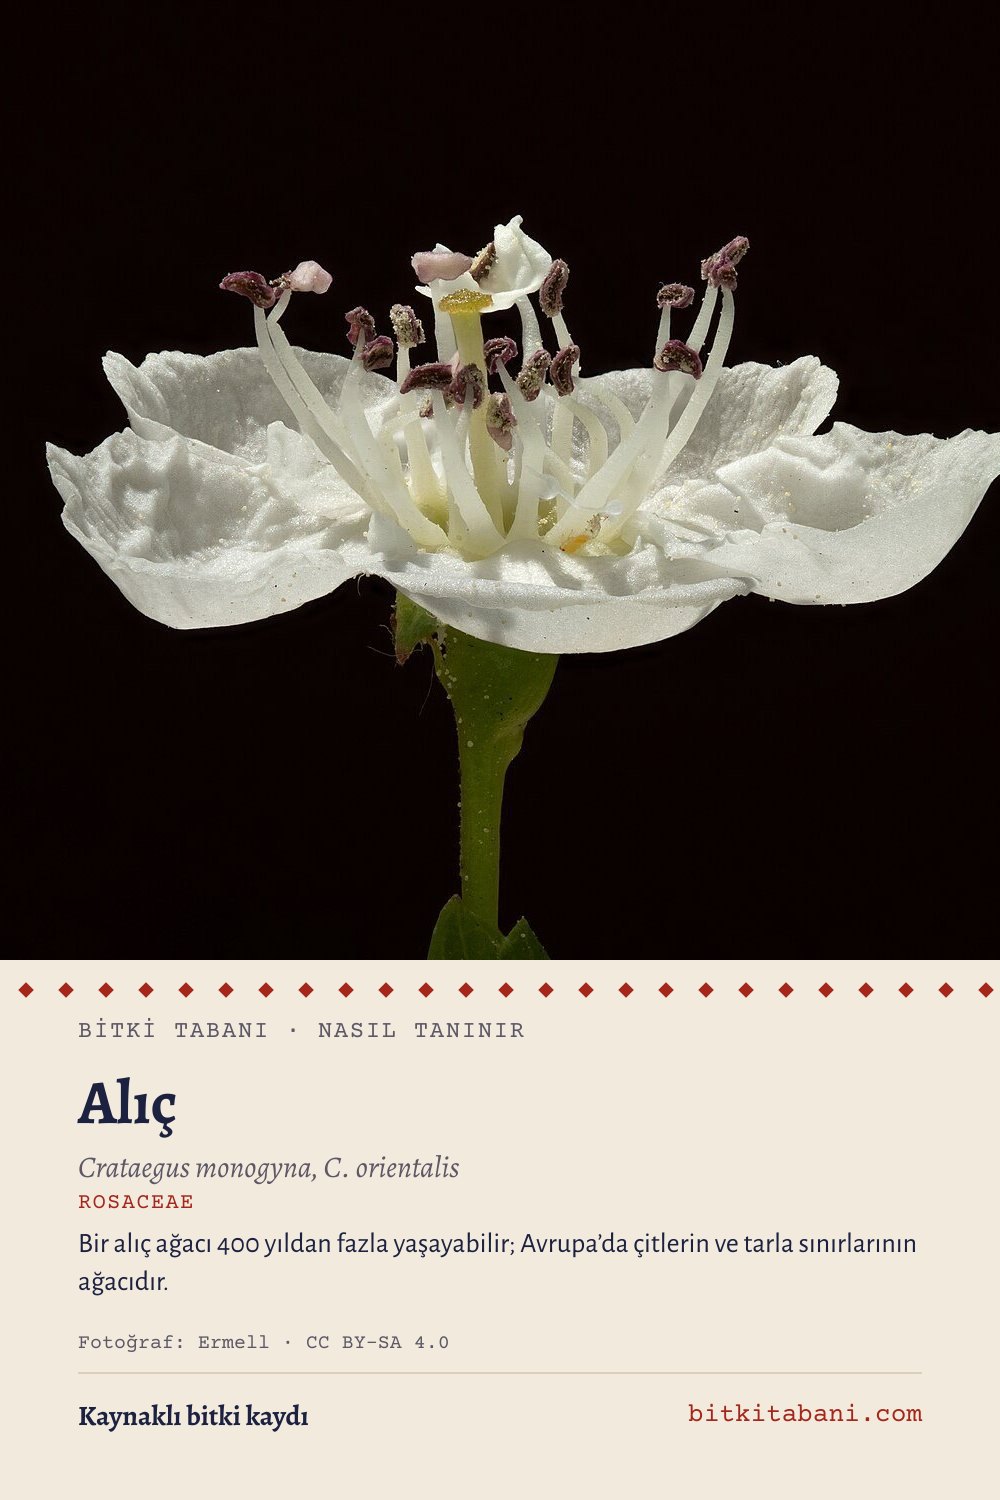 BİTKİ TABANI · NASIL TANINIR
Alıç
Crataegus monogyna, C. orientalis
ROSACEAE
Bir alıç ağacı 400 yıldan fazla yaşayabilir; Avrupa’da çitlerin ve tarla sınırlarının
ağacıdır.
Fotoğraf: Ermell · CC BY-SA 4.0
Kaynaklı bitki kaydı
bitkitabani.com